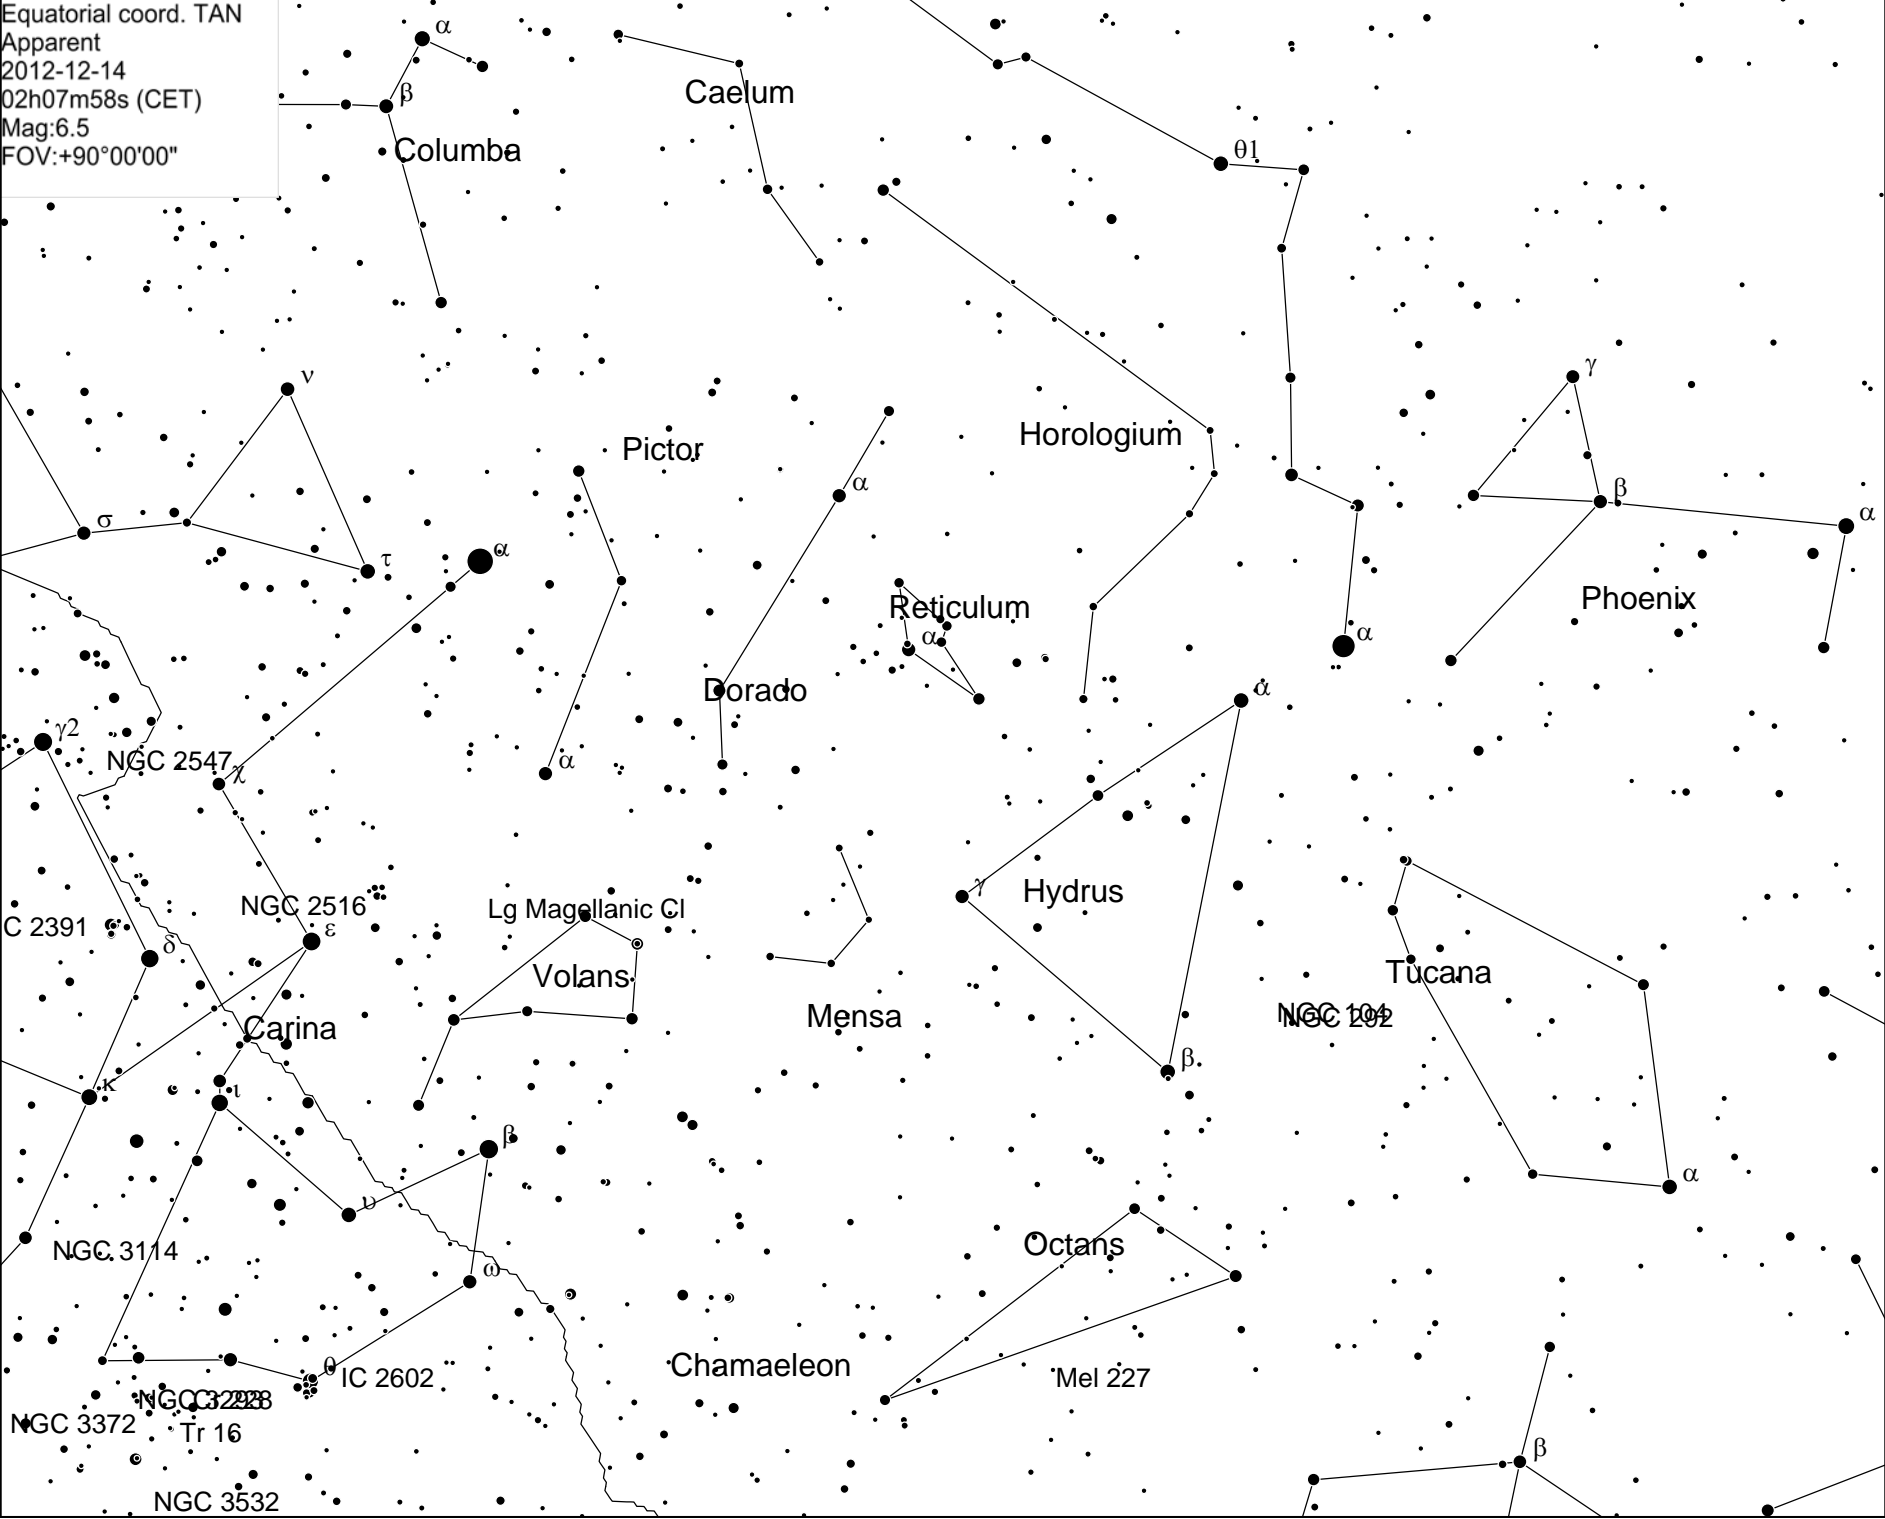 Equatorial coord. TAN
Apparent
2012-12-14
02h07m58s (CET)
Mag:6.5
FOV:+90°00'00"
α
β
Caelum
Columba
θ1
ν
γ
Pictor
Horologium
α
β
α
σ
α
τ
Reticulum
α
Phoenix
α
Dorado
α
γ2
NGC 2547
χ
α
γ
Hydrus
NGC 2516
Lg Magellanic Cl
C 2391
ε
δ
Volans
Tucana
Mensa
NGC 104
NGC 292
Carina
β
κ
ι
β
α
υ
Octans
NGC 3114
ω
Chamaeleon
θ
IC 2602
Mel 227
NGC 3293
NGC 3372
Tr 16
β
NGC 3532